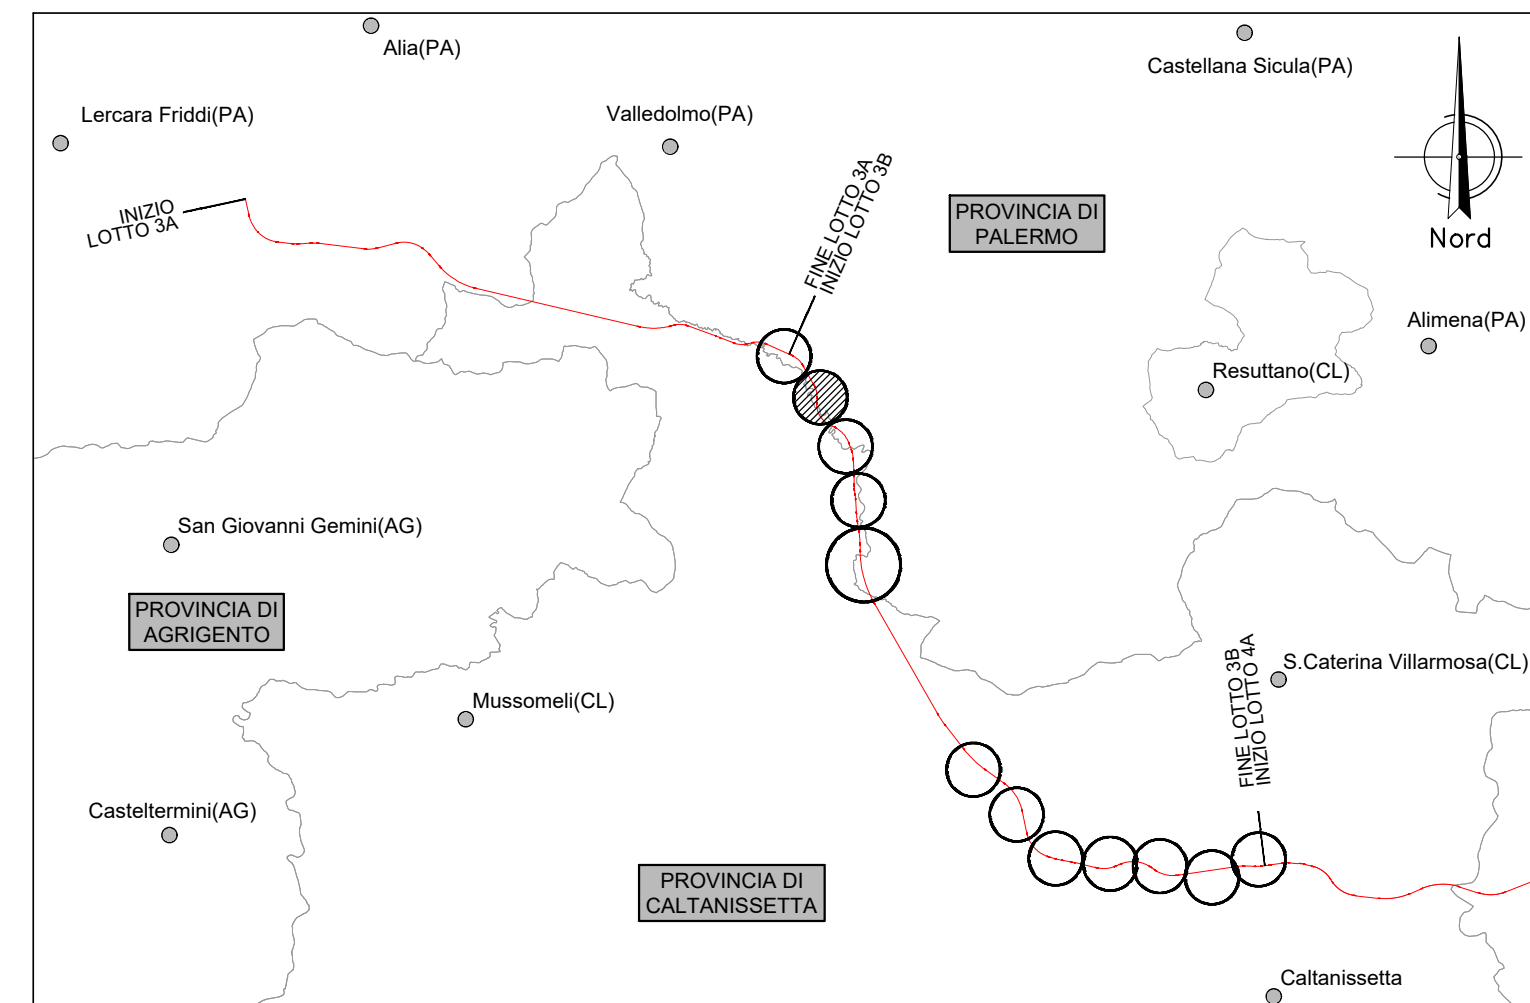 Alia(PA)
Castellana Sicula(PA)
Lercara Friddi(PA)
Valledolmo(PA)
INIZIO
LOTTO 3A
FINE LOTTO 3A
INIZIO LOTTO 3B
PROVINCIA DI
PALERMO
Nord
Alimena(PA)
Resuttano(CL)
San Giovanni Gemini(AG)
PROVINCIA DI
AGRIGENTO
Mussomeli(CL)
FINE LOTTO 3B
INIZIO LOTTO 4A
S.Caterina Villarmosa(CL)
Casteltermini(AG)
PROVINCIA DI
CALTANISSETTA
Caltanissetta